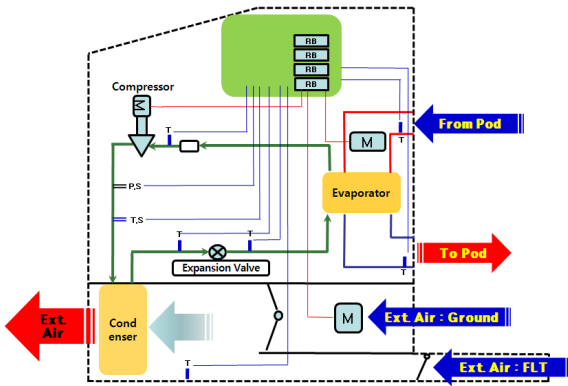 RB
RB
RB
RB
Compressor
M
T
From Pod
T
M
P,S
Evaporator
T,S
T
T
To Pod
T
Expansion Valve
Ext.
Air
Cond
enser
M
Ext. Air : Ground
T
Ext. Air : FLT